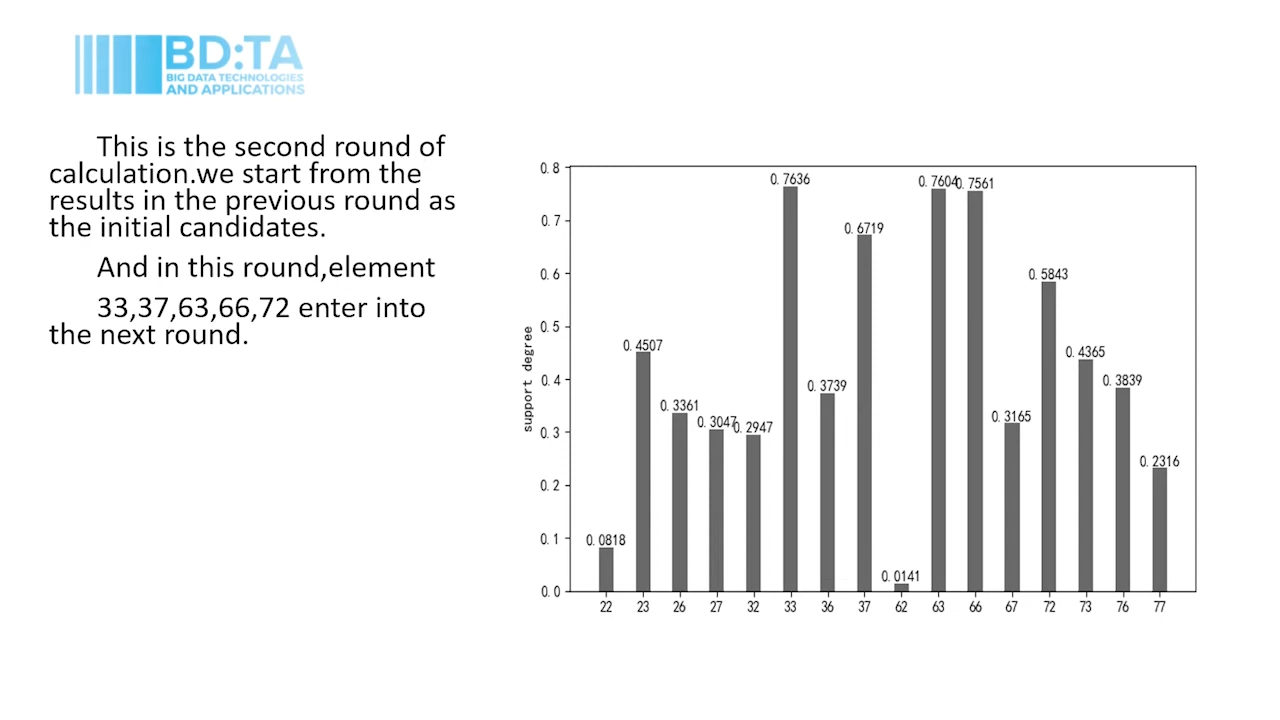 BD:TA
BIG DATA TECHNOLOGIES
AND APPLICATIONS
This is the second round of
calculation.we start from the
results in the previous round as
the initial candidates.
And in this round,element
33,37,63,66,72 enter into
the next round.
support degree
0.8
0.7
0.6
0.5
0.4
0.3
0.2
0.1
0.0
0.0818
0.4507
0.3361
0.3047
0.2947
0.7636
0.3739
0.6719
0.0141
0.7604
0.7561
0.3165
0.5843
0.4365
0.3839
0.2316
22 23 26 27 32 33 36 37 62 63 66 67 72 73 76 77